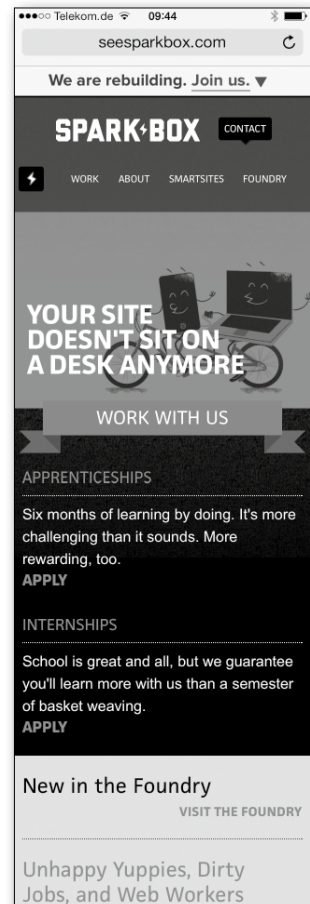 Telekom.de 09:44
seesparkbox.com
We are rebuilding. Join us. ▼
SPARK BOX
CONTACT
WORK ABOUT SMARTSITES FOUNDRY
YOUR SITE
DOESN'T SIT ON
A DESK ANYMORE
WORK WITH US
APPRENTICESHIPS
Six months of learning by doing. It's more
challenging than it sounds. More
rewarding, too.
APPLY
INTERNSHIPS
School is great and all, but we guarantee
you'll learn more with us than a semester
of basket weaving.
APPLY
New in the Foundry
VISIT THE FOUNDRY
Unhappy Yuppies, Dirty
Jobs, and Web Workers